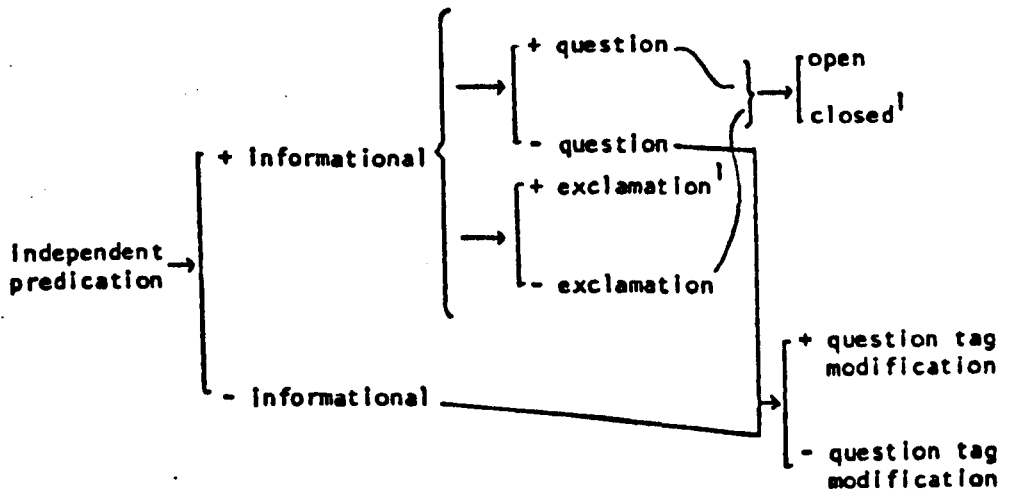 + question
open
closed¹
- question
+ informational
+ exclamation¹
independent
predication
- exclamation
+ question tag
modification
- informational
- question tag
modification